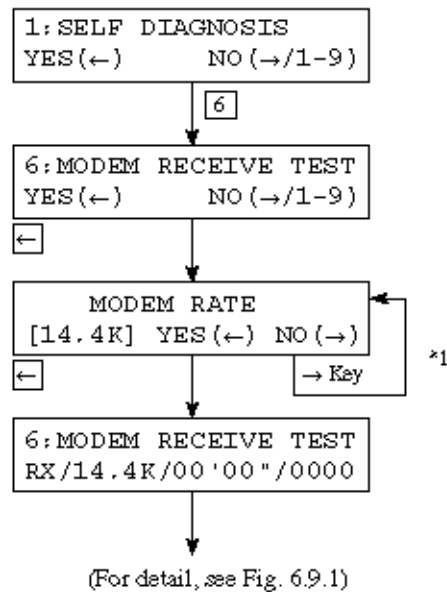 1:SELF DIAGNOSIS
YES(←) NO(→/1-9)
6
6:MODEM RECEIVE TEST
YES(←) NO(→/1-9)
←
MODEM RATE
[14.4K] YES(←) NO(→)
*1
← → Key
6:MODEM RECEIVE TEST
RX/14.4K/00'00"/0000
(For detail, see Fig. 6.9.1)